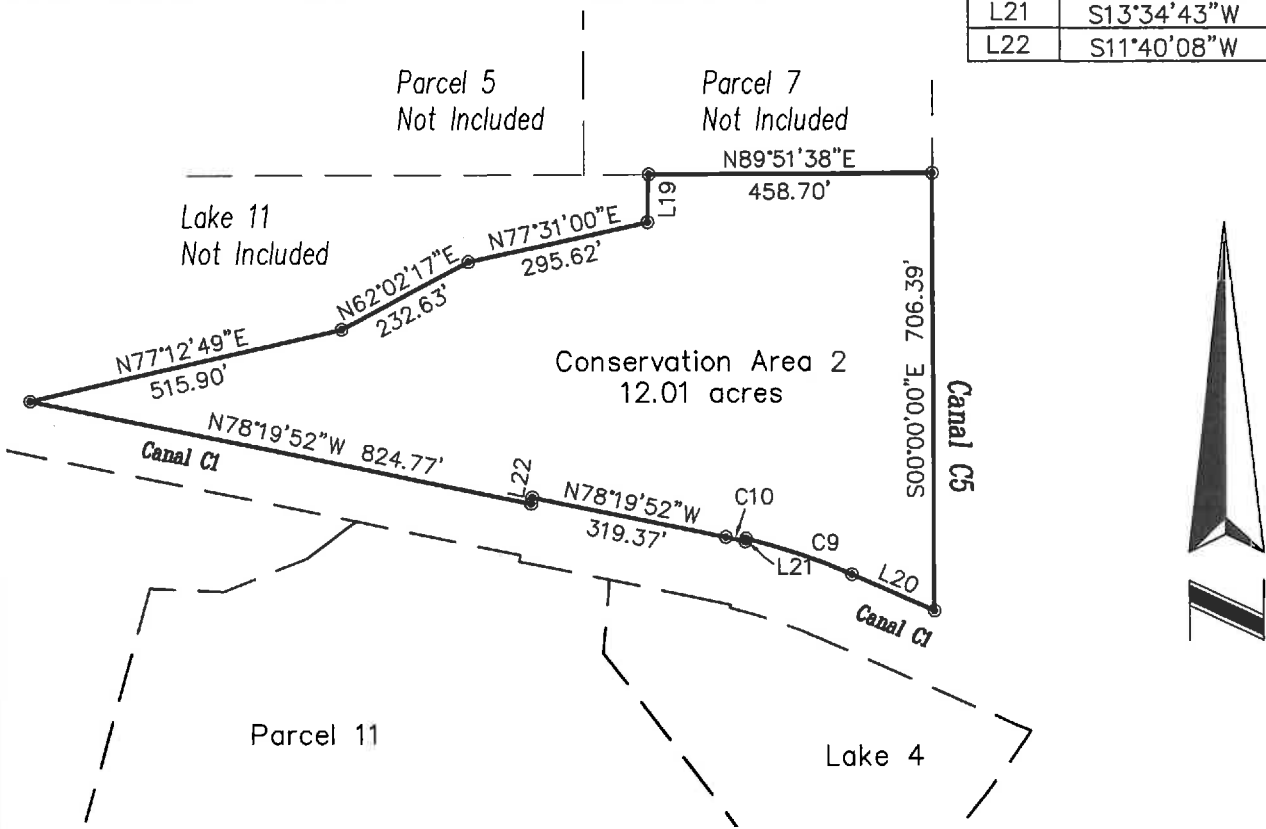 L21 S13°34'43"W
L22 S11°40'08"W
Parcel 5
Not Included
Parcel 7
Not Included
N89°51'38"E
458.70'
L19
Lake 11
Not Included
N77°31'00"E
295.62'
N62°02'17"E
232.63'
N77°12'49"E
515.90'
Conservation Area 2
12.01 acres
S00°00'00"E 706.39'
Canal C5
N78°19'52"W 824.77'
Canal C1
L22
N78°19'52"W
319.37'
C10
L21
C9
L20
Canal C1
Parcel 11
Lake 4